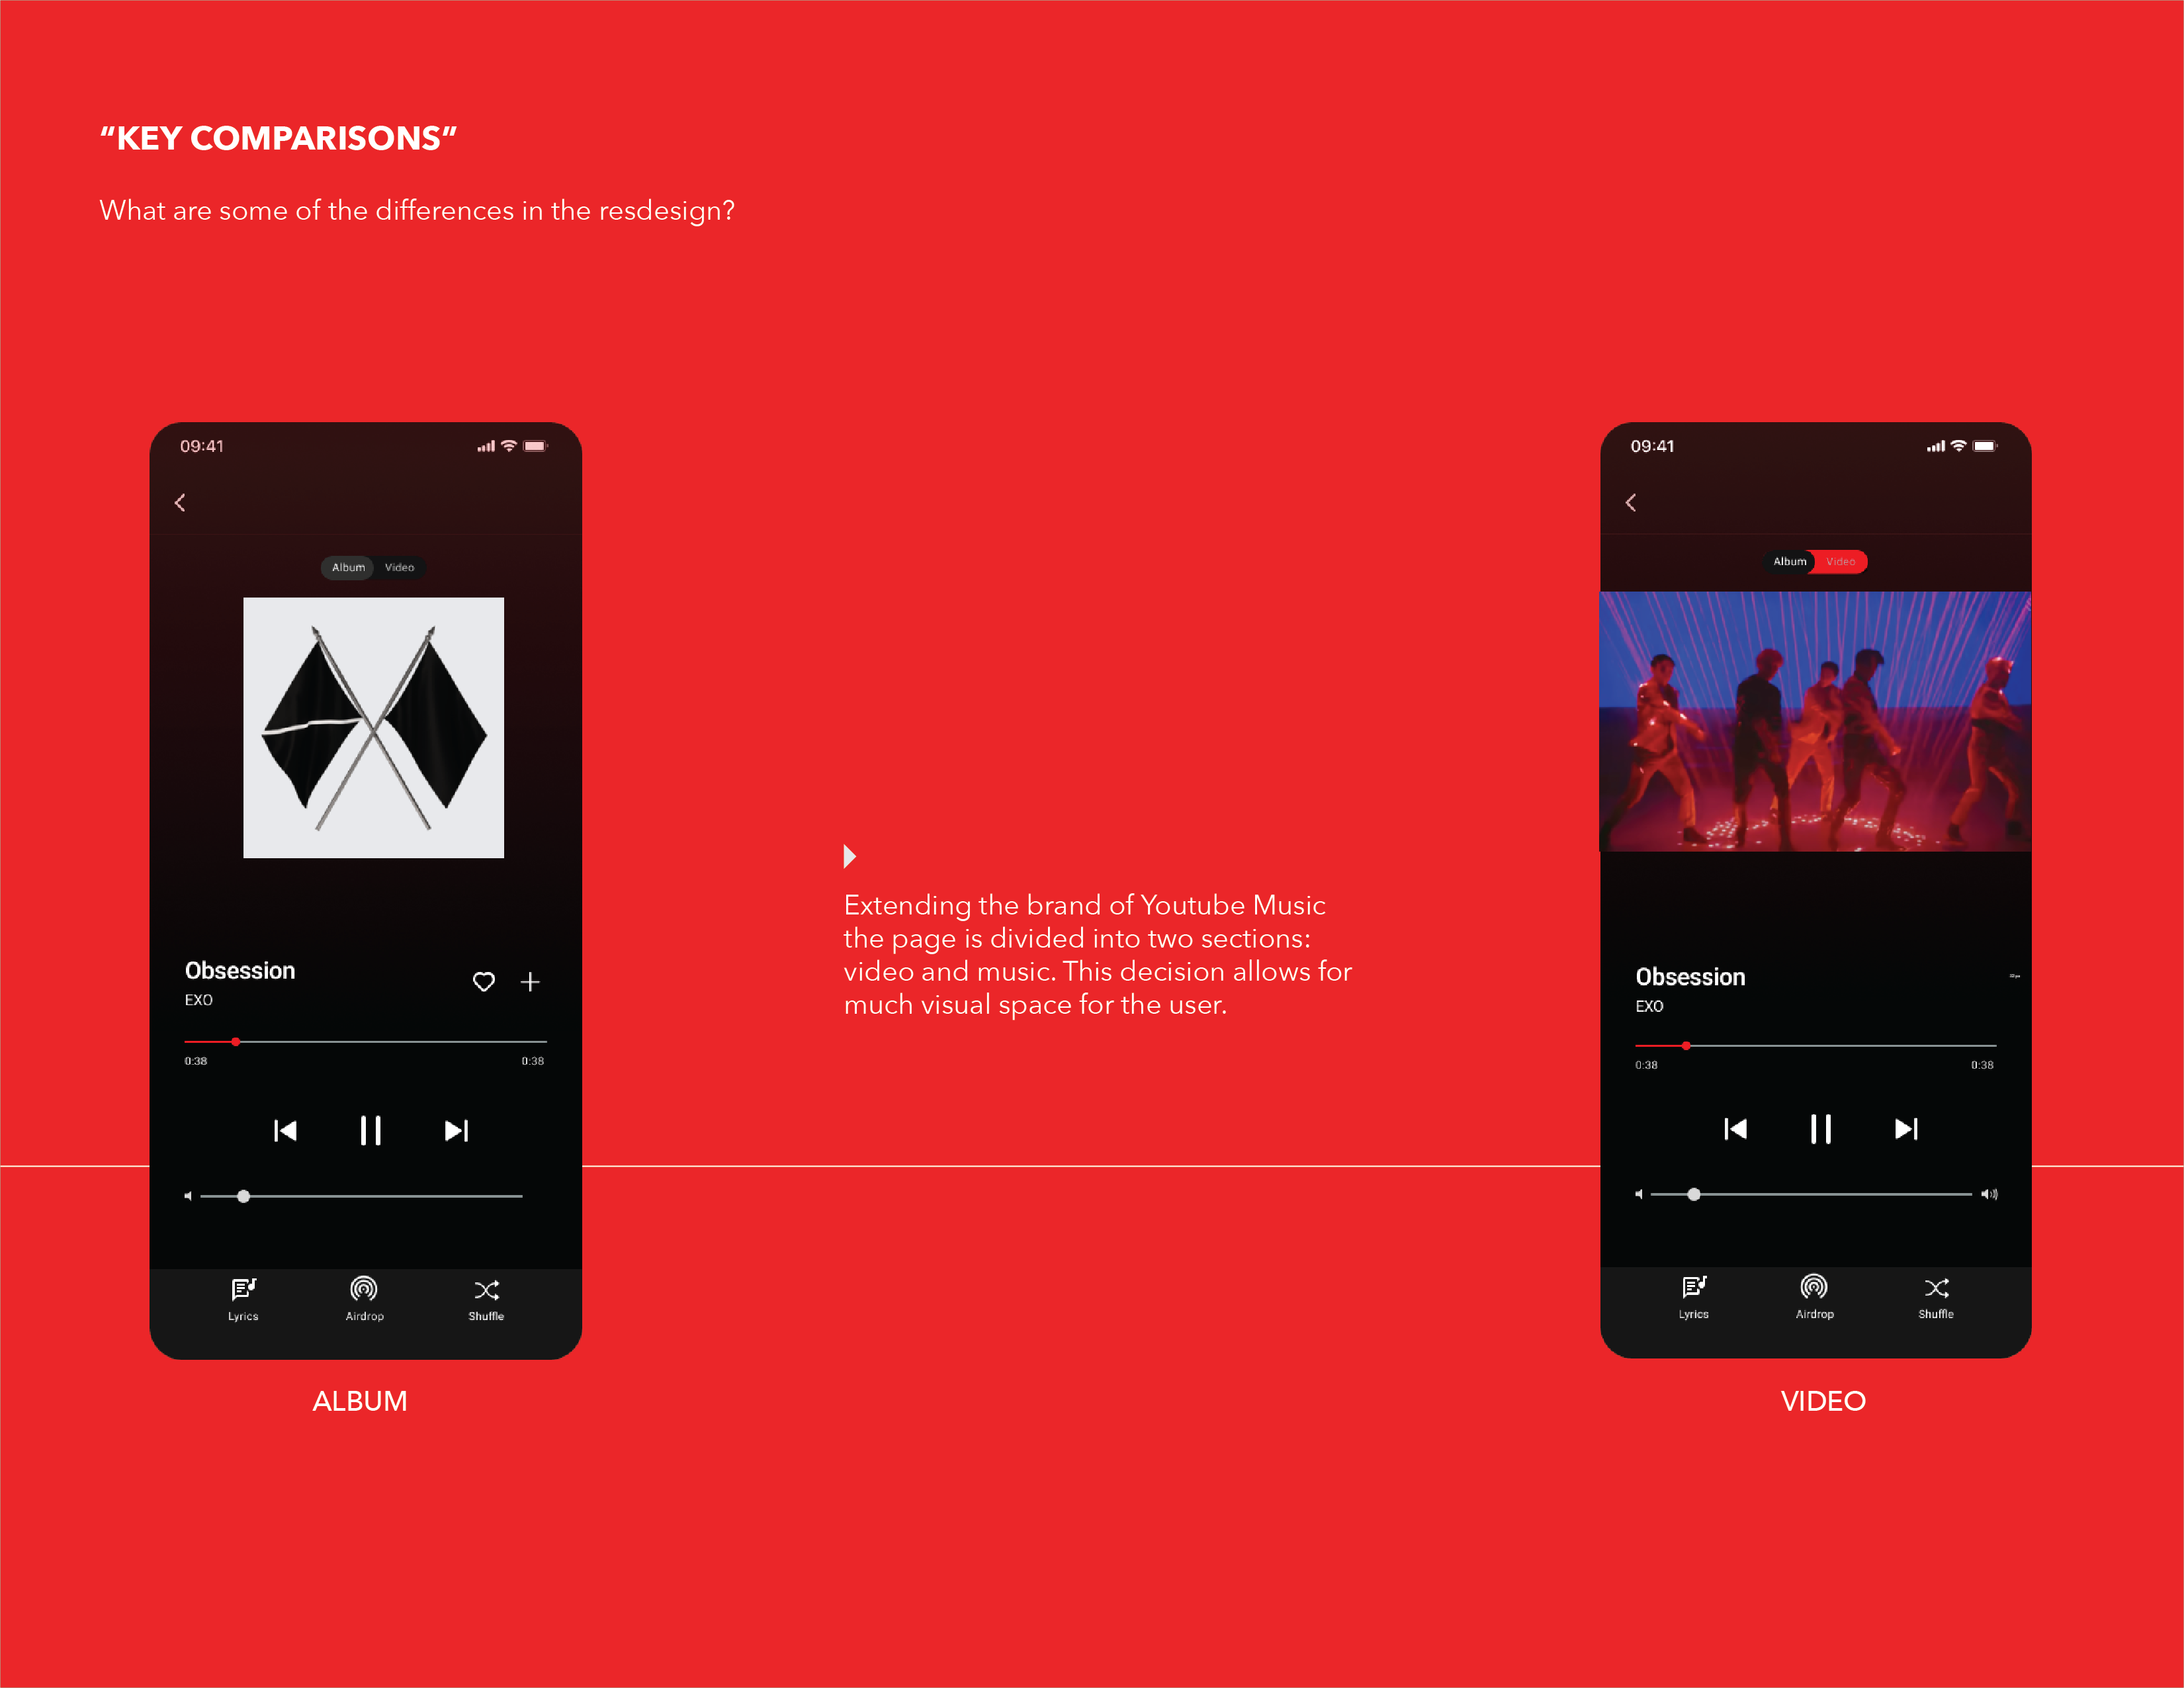 “KEY COMPARISONS”
What are some of the differences in the resdesign?
09:41
Album Video
Obsession
EXO
0:38 0:38
Lyrics Airdrop Shuffle
ALBUM
Extending the brand of Youtube Music
the page is divided into two sections:
video and music. This decision allows for
much visual space for the user.
09:41
Album Video
Obsession
EXO
0:38 0:38
Lyrics Airdrop Shuffle
VIDEO